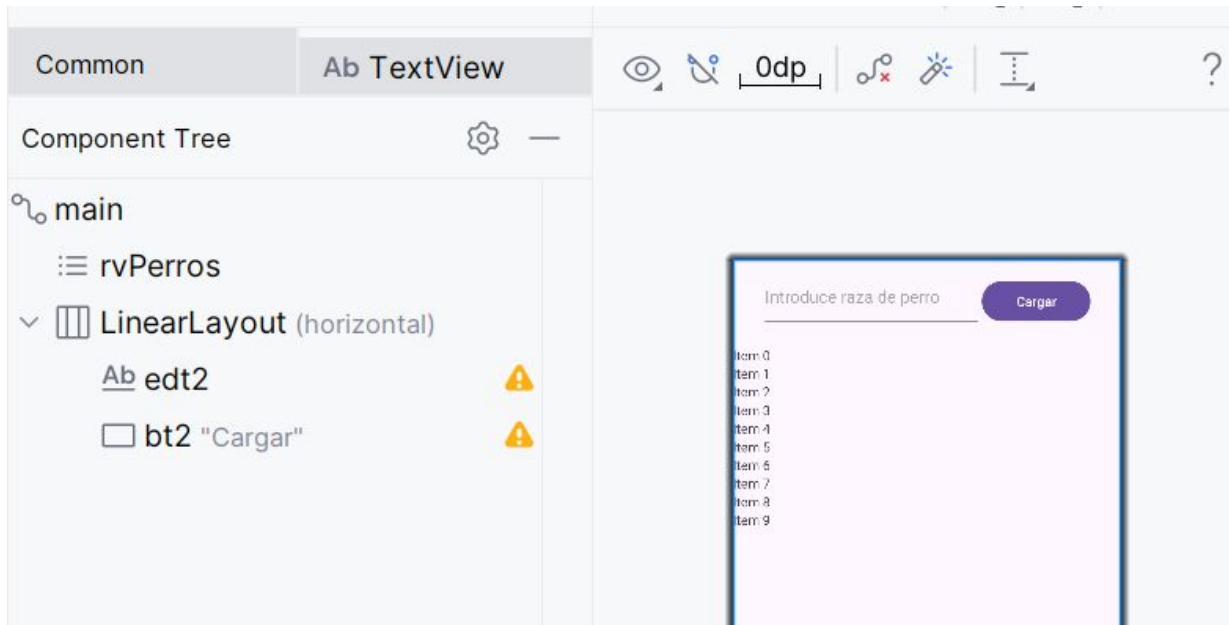 Common
Ab TextView
0dp
?
Component Tree
main
rvPerros
LinearLayout (horizontal)
Ab edt2
bt2 "Cargar"
Introduce raza de perro
Cargar
Item 0
Item 1
Item 2
Item 3
Item 4
Item 5
Item 6
Item 7
Item 8
Item 9